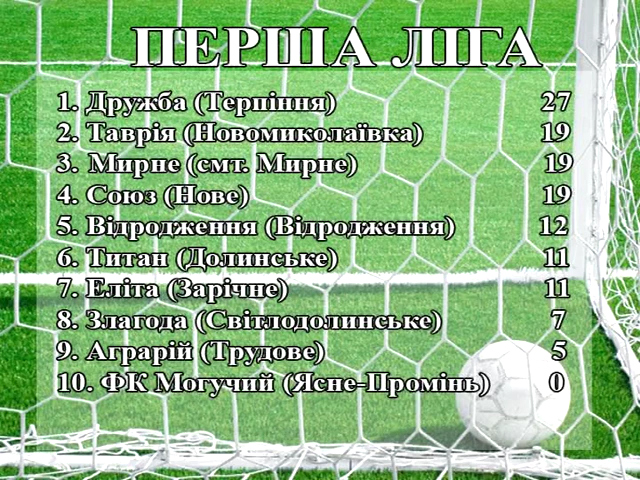 ПЕРША ЛІГА
1. Дружба (Терпіння) 27
2. Таврія (Новомиколаївка) 19
3. Мирне (смт. Мирне) 19
4. Союз (Нове) 19
5. Відродження (Відродження) 12
6. Титан (Долинське) 11
7. Еліта (Зарічне) 11
8. Злагода (Світлодолинське) 7
9. Аграрій (Трудове) 5
10. ФК Могучий (Ясне-Промінь) 0